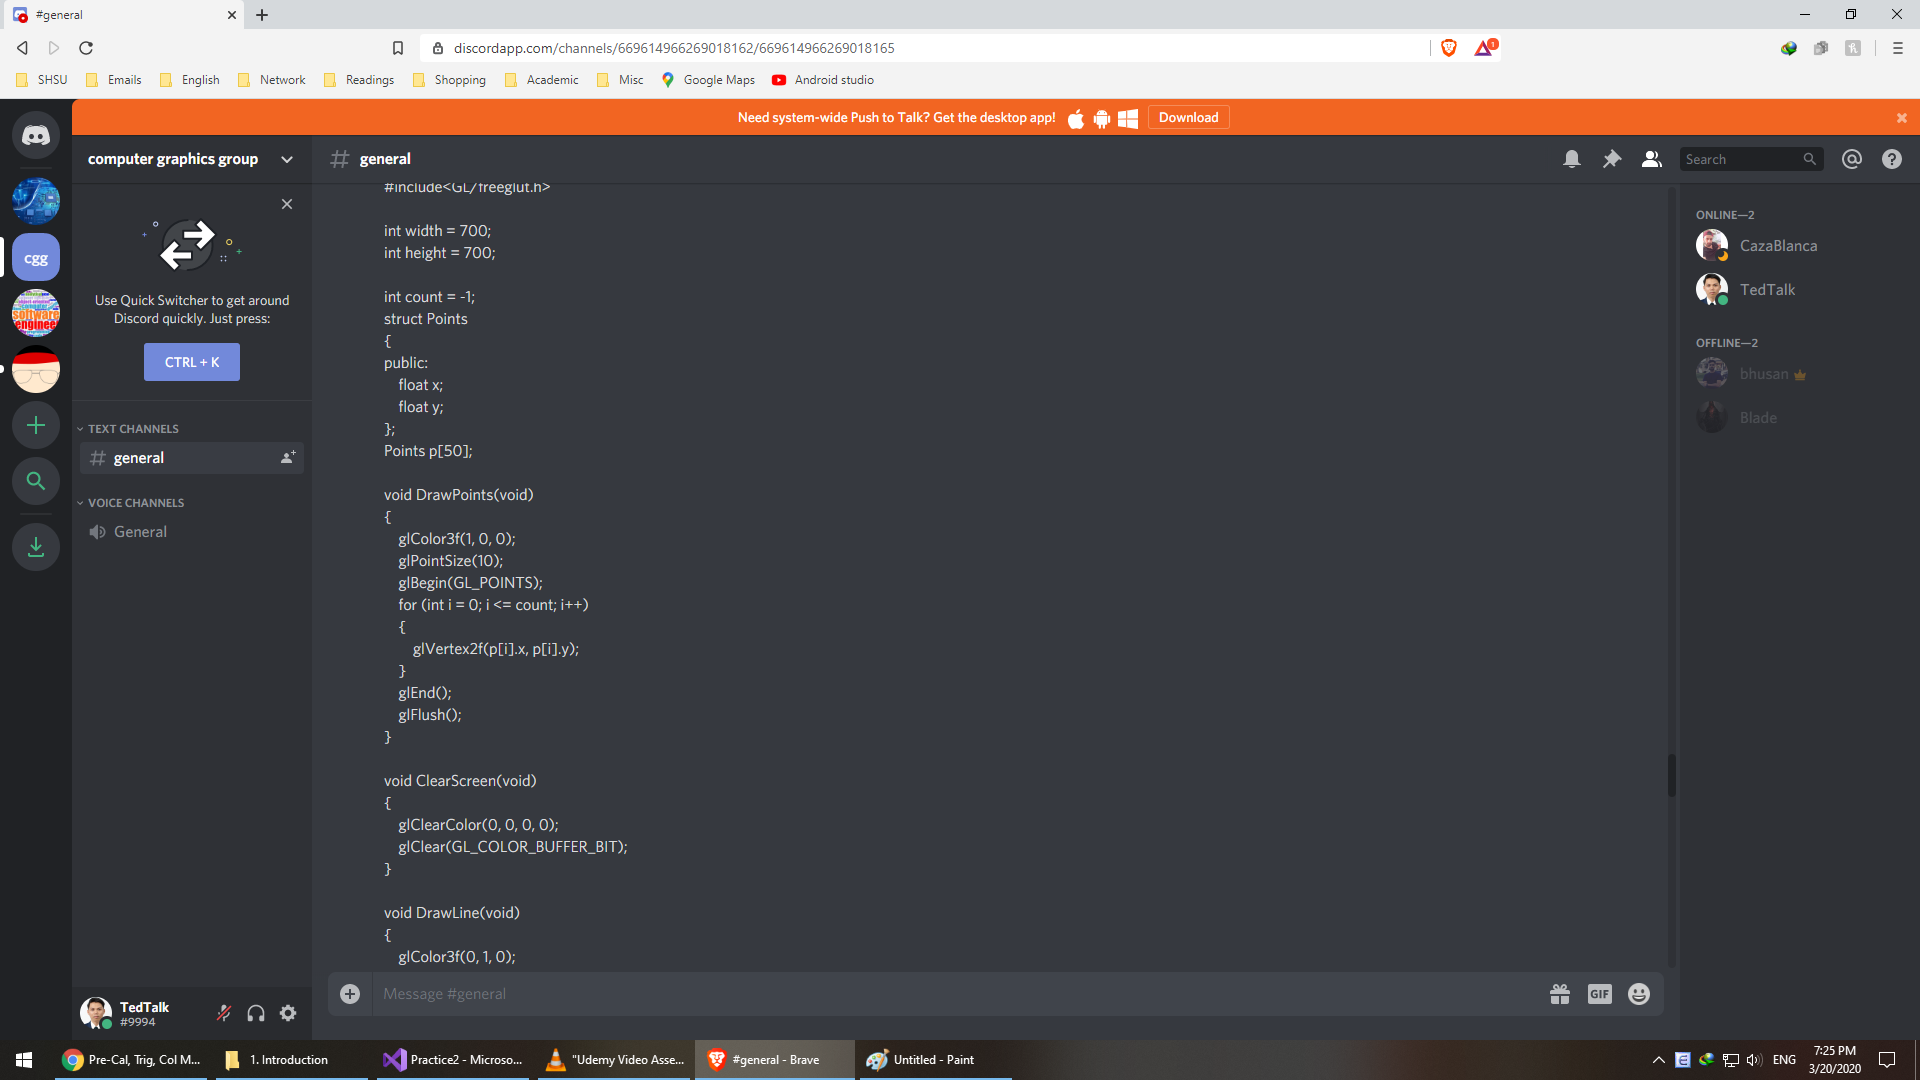 #general
discordapp.com/channels/669614966269018162/669614966269018165
1
SHSU
Emails
English
Network
Readings
Shopping
Academic
Misc
Google Maps
Android studio
Need system-wide Push to Talk? Get the desktop app!
Download
computer graphics group
general
Search
#include<GL/freeglut.h>
int width = 700;
int height = 700;
int count = -1;
struct Points
{
public:
float x;
float y;
};
Points p[50];
void DrawPoints(void)
{
glColor3f(1, 0, 0);
glPointSize(10);
glBegin(GL_POINTS);
for (int i = 0; i <= count; i++)
{
glVertex2f(p[i].x, p[i].y);
}
glEnd();
glFlush();
}
void ClearScreen(void)
{
glClearColor(0, 0, 0, 0);
glClear(GL_COLOR_BUFFER_BIT);
}
void DrawLine(void)
{
glColor3f(0, 1, 0);
Message #general
GIF
cgg
Use Quick Switcher to get around
Discord quickly. Just press:
CTRL + K
TEXT CHANNELS
general
VOICE CHANNELS
General
TedTalk
#9994
ONLINE—2
CazaBlanca
TedTalk
OFFLINE—2
bhusan
Blade
Pre-Cal, Trig, Col M...
1. Introduction
Practice2 - Microso...
"Udemy Video Asse...
#general - Brave
Untitled - Paint
ENG
7:25 PM
3/20/2020